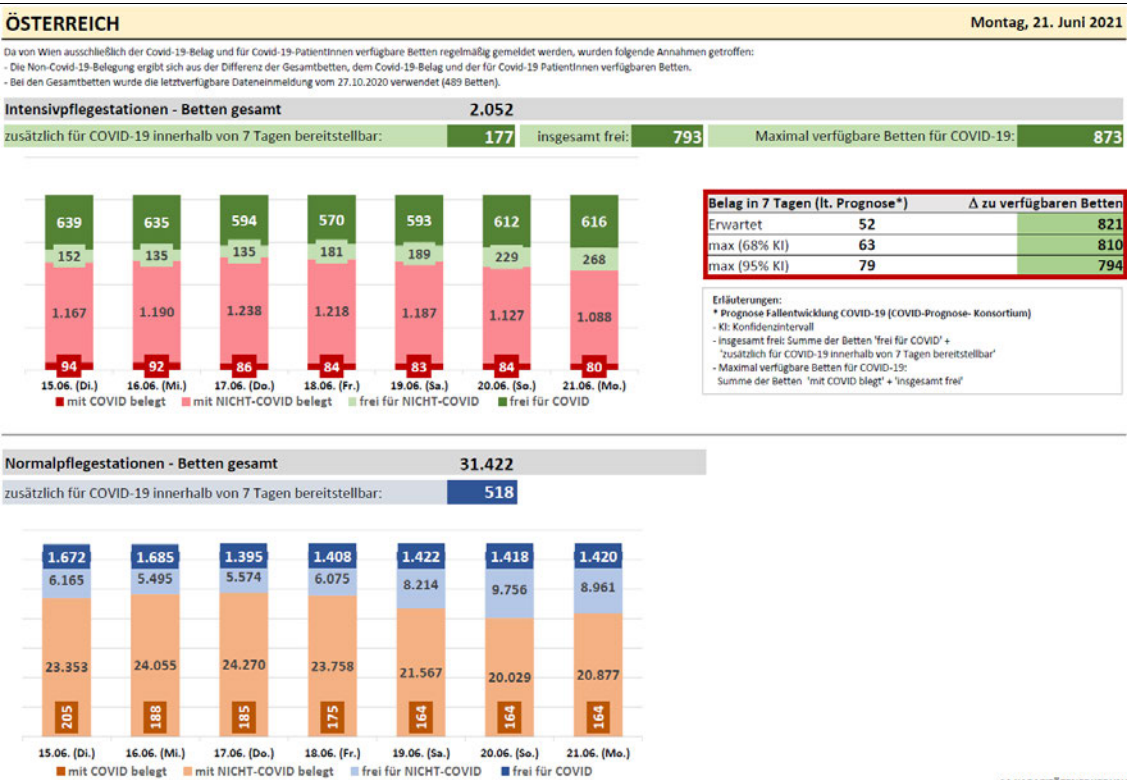 ÖSTERREICH Montag, 21. Juni 2021
Da von Wien ausschließlich der Covid-19-Belag und für Covid-19-PatientInnen verfügbare Betten regelmäßig gemeldet werden, wurden folgende Annahmen getroffen:
- Die Non-Covid-19-Belegung ergibt sich aus der Differenz der Gesamtbetten, dem Covid-19-Belag und der für Covid-19 PatientInnen verfügbaren Betten.
- Bei den Gesamtbetten wurde die letztverfügbare Dateneinmeldung vom 27.10.2020 verwendet (489 Betten).
Intensivpflegestationen - Betten gesamt 2.052
zusätzlich für COVID-19 innerhalb von 7 Tagen bereitstellbar: 177 insgesamt frei: 793 Maximal verfügbare Betten für COVID-19: 873
639 635 594 570 593 612 616
152 135 135 181 189 229 268
1.167 1.190 1.238 1.218 1.187 1.127 1.088
94 92 86 84 83 84 80
15.06. (Di.) 16.06. (Mi.) 17.06. (Do.) 18.06. (Fr.) 19.06. (Sa.) 20.06. (So.) 21.06. (Mo.)
mit COVID belegt mit NICHT-COVID belegt frei für NICHT-COVID frei für COVID
Belag in 7 Tagen (lt. Prognose*) Δ zu verfügbaren Betten
Erwartet 52 821
max (68% KI) 63 810
max (95% KI) 79 794
Erläuterungen:
* Prognose Fallentwicklung COVID-19 (COVID-Prognose- Konsortium)
- KI: Konfidenzintervall
- insgesamt frei: Summe der Betten 'frei für COVID' +
'zusätzlich für COVID-19 innerhalb von 7 Tagen bereitstellbar'
- Maximal verfügbare Betten für COVID-19:
Summe der Betten 'mit COVID blegt' + 'insgesamt frei'
Normalpflegestationen - Betten gesamt 31.422
zusätzlich für COVID-19 innerhalb von 7 Tagen bereitstellbar: 518
1.672 1.685 1.395 1.408 1.422 1.418 1.420
6.165 5.495 5.574 6.075 8.214 9.756 8.961
23.353 24.055 24.270 23.758 21.567 20.029 20.877
205 188 185 175 164 164 164
15.06. (Di.) 16.06. (Mi.) 17.06. (Do.) 18.06. (Fr.) 19.06. (Sa.) 20.06. (So.) 21.06. (Mo.)
mit COVID belegt mit NICHT-COVID belegt frei für NICHT-COVID frei für COVID